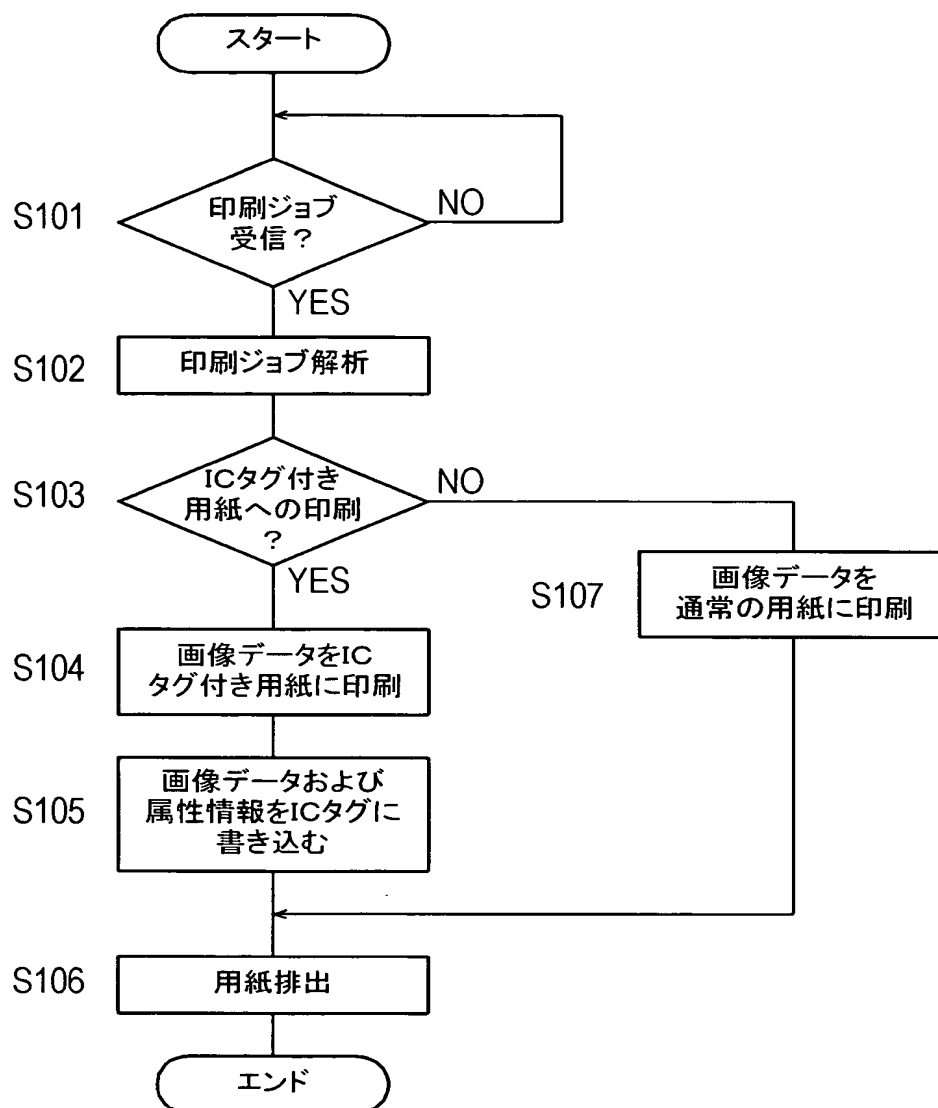 スタート
S101
印刷ジョブ
受信？
NO
YES
S102
印刷ジョブ解析
S103
ICタグ付き
用紙への印刷
？
NO
YES
S107
画像データを
通常の用紙に印刷
S104
画像データをIC
タグ付き用紙に印刷
S105
画像データおよび
属性情報をICタグに
書き込む
S106
用紙排出
エンド